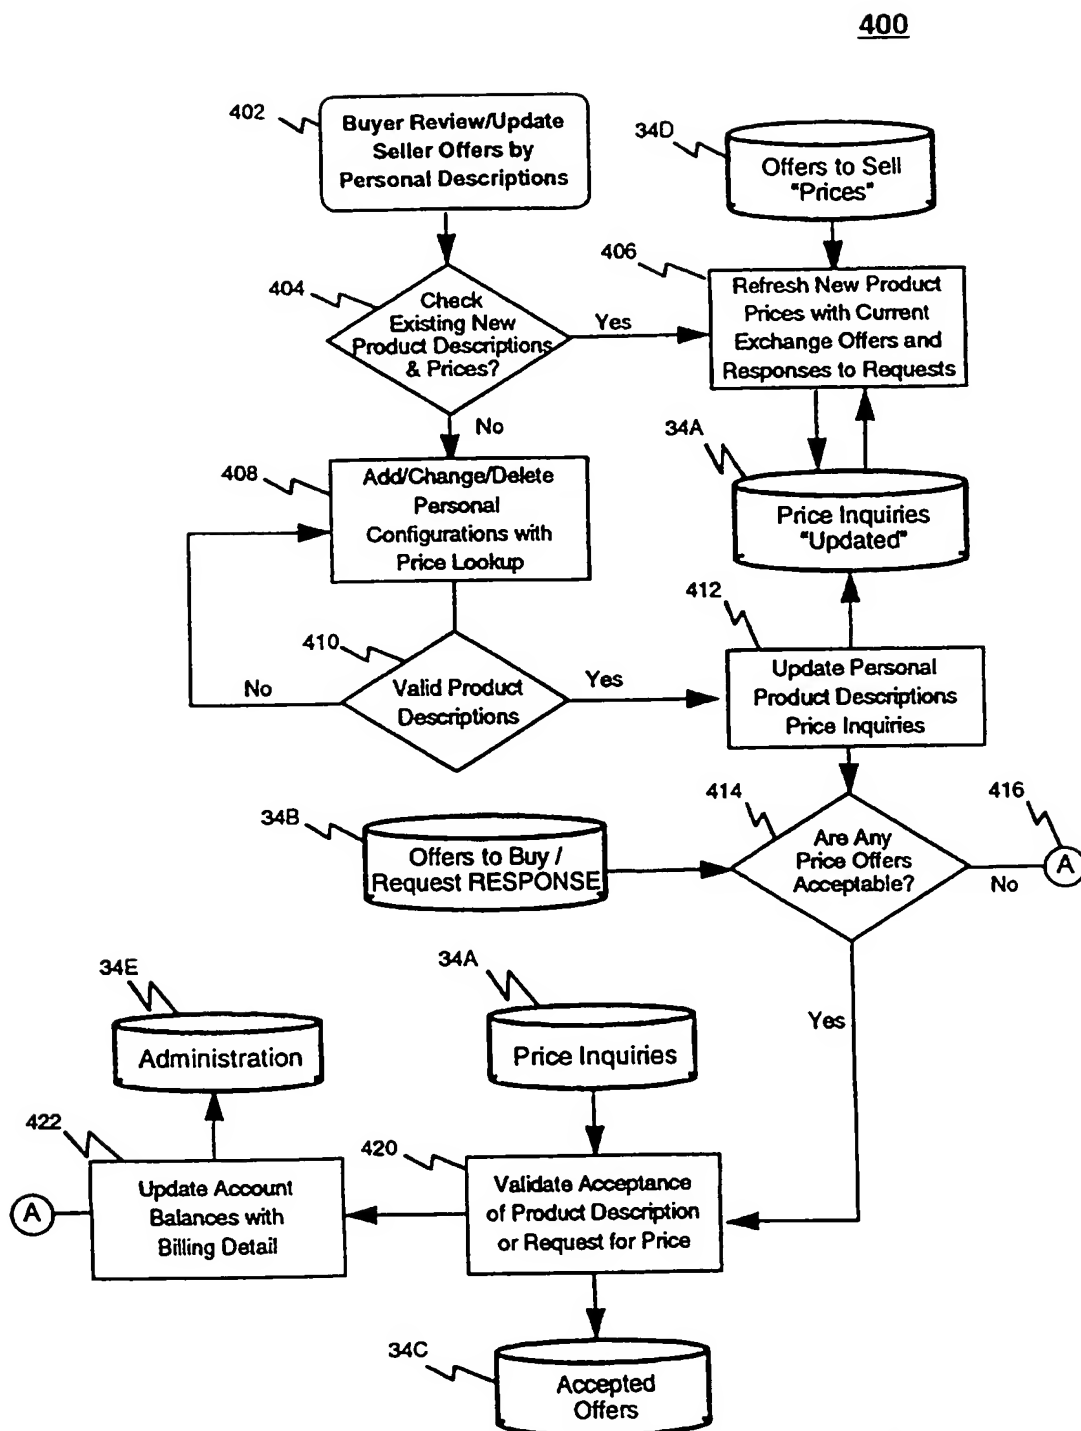 400
402
Buyer Review/Update
Seller Offers by
Personal Descriptions
34D
Offers to Sell
"Prices"
404
Check
Existing New
Product Descriptions
& Prices?
Yes
No
406
Refresh New Product
Prices with Current
Exchange Offers and
Responses to Requests
34A
Price Inquiries
"Updated"
408
Add/Change/Delete
Personal
Configurations with
Price Lookup
410
Valid Product
Descriptions
No
Yes
412
Update Personal
Product Descriptions
Price Inquiries
34B
Offers to Buy /
Request RESPONSE
414
Are Any
Price Offers
Acceptable?
No
416
A
Yes
34E
Administration
34A
Price Inquiries
422
Update Account
Balances with
Billing Detail
A
420
Validate Acceptance
of Product Description
or Request for Price
34C
Accepted
Offers